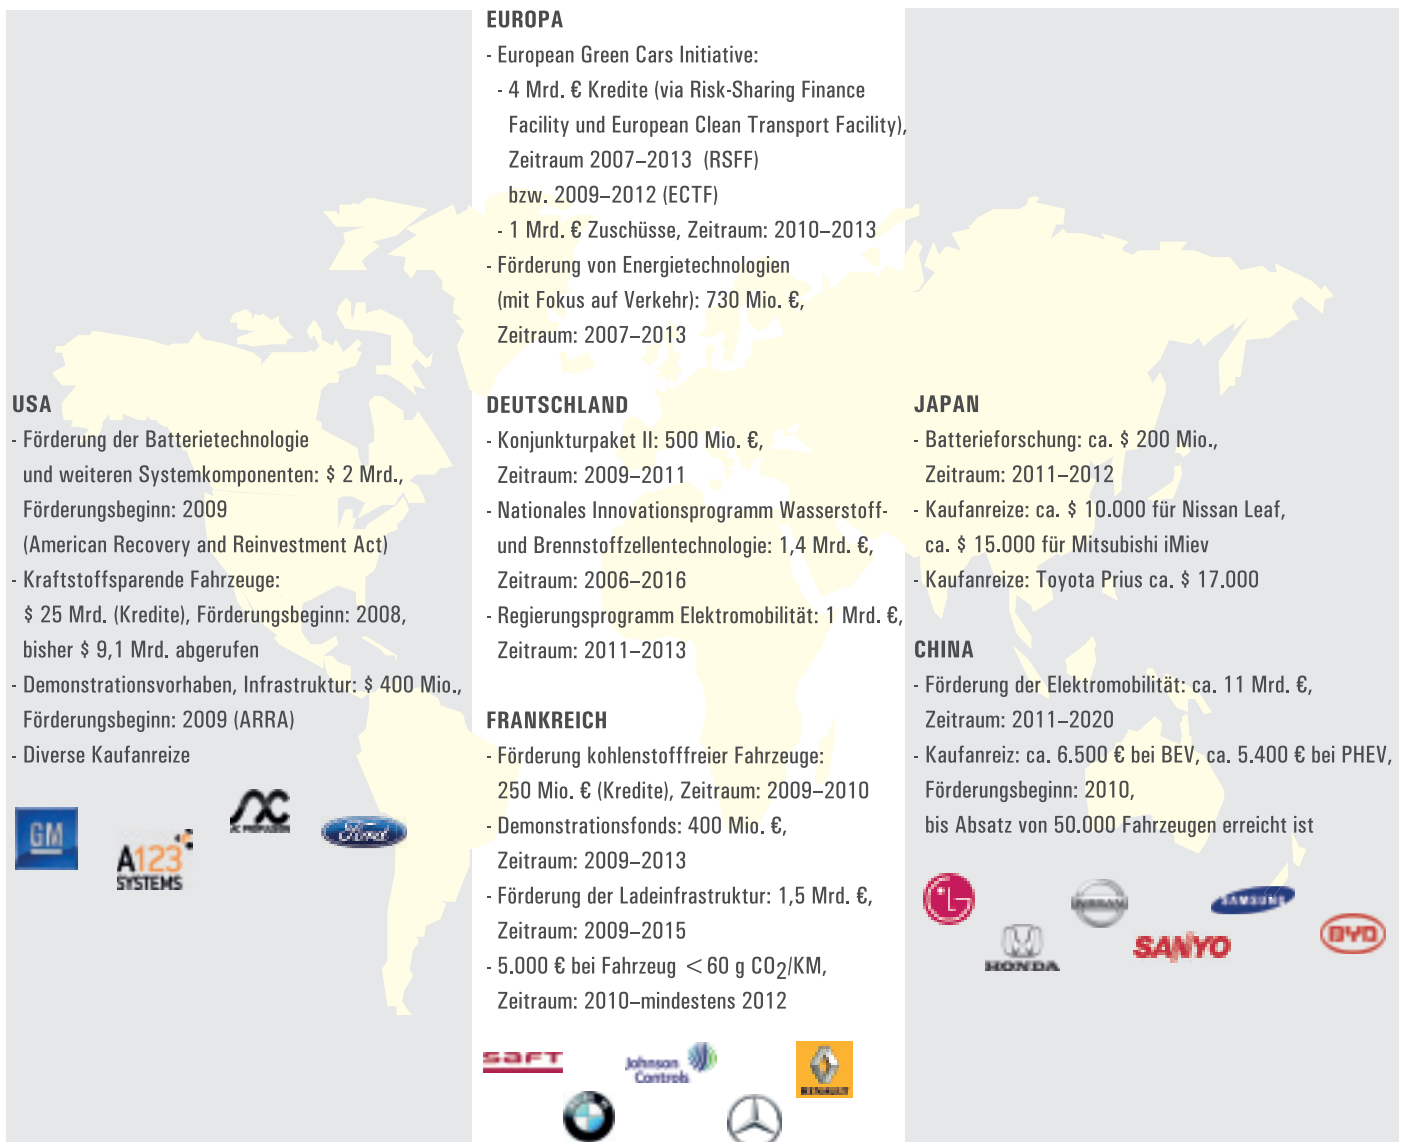 EUROPA
- European Green Cars Initiative:
- 4 Mrd. € Kredite (via Risk-Sharing Finance
Facility und European Clean Transport Facility),
Zeitraum 2007–2013 (RSFF)
bzw. 2009–2012 (ECTF)
- 1 Mrd. € Zuschüsse, Zeitraum: 2010–2013
- Förderung von Energietechnologien
(mit Fokus auf Verkehr): 730 Mio. €,
Zeitraum: 2007–2013
USA
- Förderung der Batterietechnologie
und weiteren Systemkomponenten: $ 2 Mrd.,
Förderungsbeginn: 2009
(American Recovery and Reinvestment Act)
- Kraftstoffsparende Fahrzeuge:
$ 25 Mrd. (Kredite), Förderungsbeginn: 2008,
bisher $ 9,1 Mrd. abgerufen
- Demonstrationsvorhaben, Infrastruktur: $ 400 Mio.,
Förderungsbeginn: 2009 (ARRA)
- Diverse Kaufanreize
GM
A123
SYSTEMS
AC PROPULSION
Ford
DEUTSCHLAND
- Konjunkturpaket II: 500 Mio. €,
Zeitraum: 2009–2011
- Nationales Innovationsprogramm Wasserstoff-
und Brennstoffzellentechnologie: 1,4 Mrd. €,
Zeitraum: 2006–2016
- Regierungsprogramm Elektromobilität: 1 Mrd. €,
Zeitraum: 2011–2013
FRANKREICH
- Förderung kohlenstofffreier Fahrzeuge:
250 Mio. € (Kredite), Zeitraum: 2009–2010
- Demonstrationsfonds: 400 Mio. €,
Zeitraum: 2009–2013
- Förderung der Ladeinfrastruktur: 1,5 Mrd. €,
Zeitraum: 2009–2015
- 5.000 € bei Fahrzeug < 60 g CO2/KM,
Zeitraum: 2010–mindestens 2012
saft
Johnson
Controls
RENAULT
BMW
JAPAN
- Batterieforschung: ca. $ 200 Mio.,
Zeitraum: 2011–2012
- Kaufanreize: ca. $ 10.000 für Nissan Leaf,
ca. $ 15.000 für Mitsubishi iMiev
- Kaufanreize: Toyota Prius ca. $ 17.000
CHINA
- Förderung der Elektromobilität: ca. 11 Mrd. €,
Zeitraum: 2011–2020
- Kaufanreiz: ca. 6.500 € bei BEV, ca. 5.400 € bei PHEV,
Förderungsbeginn: 2010,
bis Absatz von 50.000 Fahrzeugen erreicht ist
LG
HONDA
NISSAN
SANYO
SAMSUNG
BYD